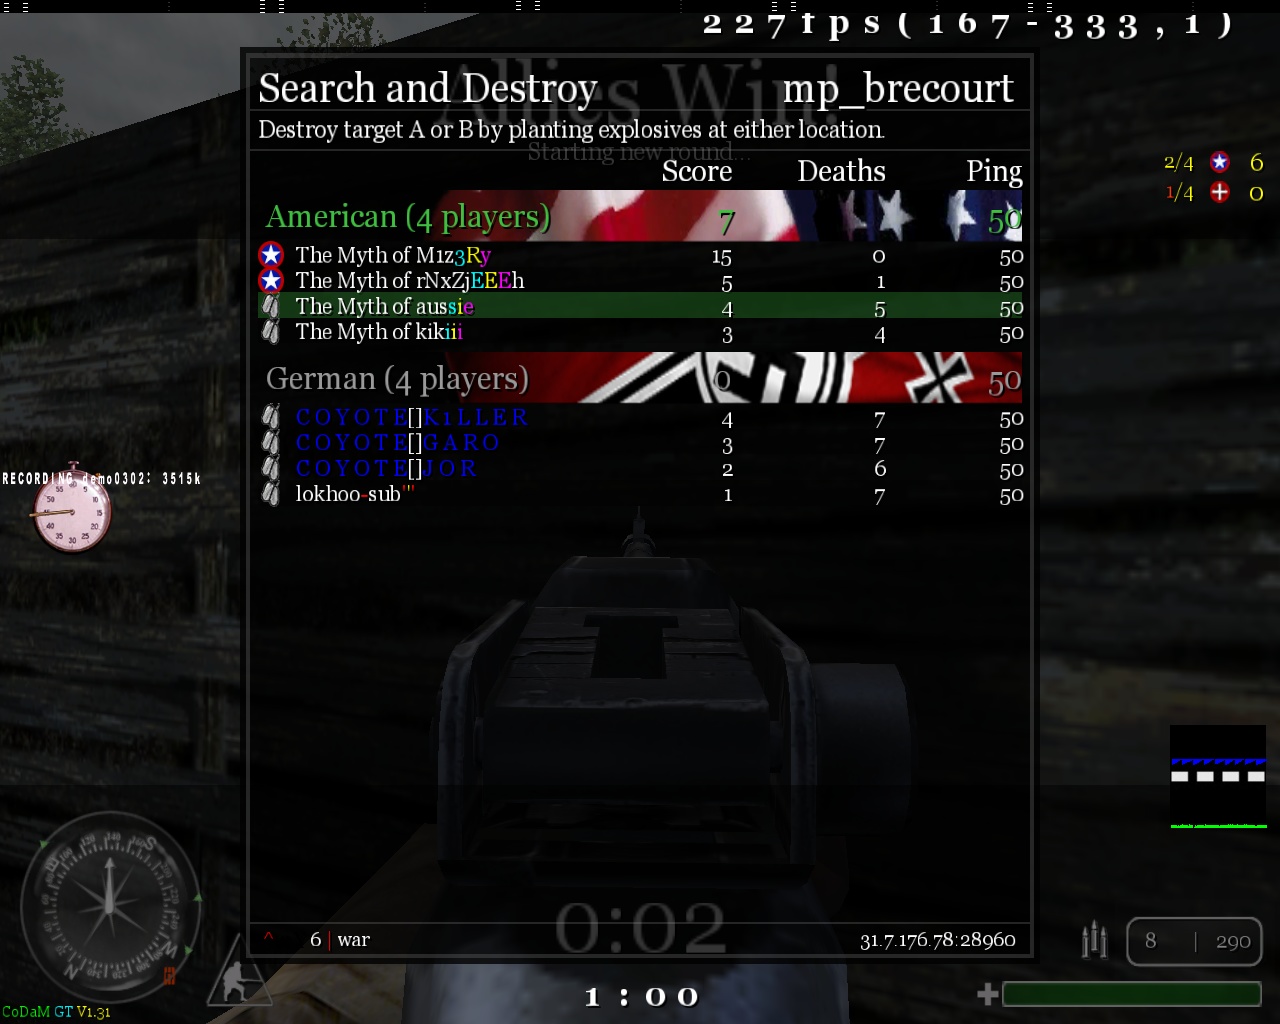 227fps(167-333,1)
Allies Win!
Search and Destroy mp_brecourt
Destroy target A or B by planting explosives at either location.
Starting new round...
Score Deaths Ping
2/4 6
1/4 0
American (4 players) 7 50
The Myth of M1z3Ry 15 0 50
The Myth of rNxZjEEEh 5 1 50
The Myth of aussie 4 5 50
The Myth of kikiii 3 4 50
German (4 players) 0 50
COYOTE[]K1LLER 4 7 50
COYOTE[]GARO 3 7 50
COYOTE[]JOR 2 6 50
lokhoo-sub''' 1 7 50
RECORDING demo0302: 3515k
0:02
^ 6 | war 31.7.176.78:28960
8 | 290
1:00
CoDaM GT V1.31